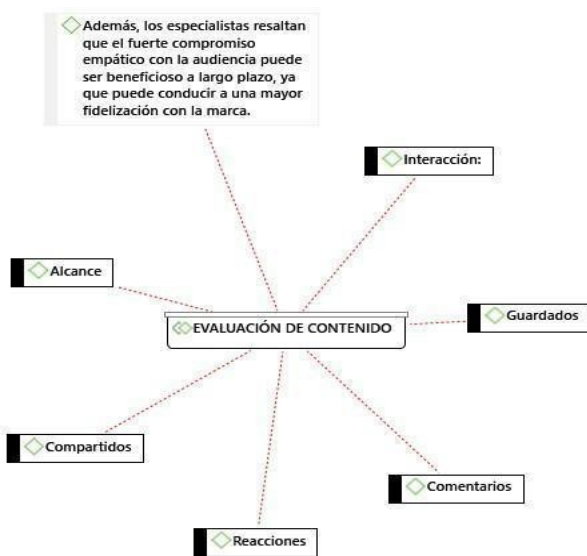 Además, los especialistas resaltan
que el fuerte compromiso
empático con la audiencia puede
ser beneficioso a largo plazo, ya
que puede conducir a una mayor
fidelización con la marca.
Interacción:
Alcance
Guardados
EVALUACIÓN DE CONTENIDO
Compartidos
Comentarios
Reacciones